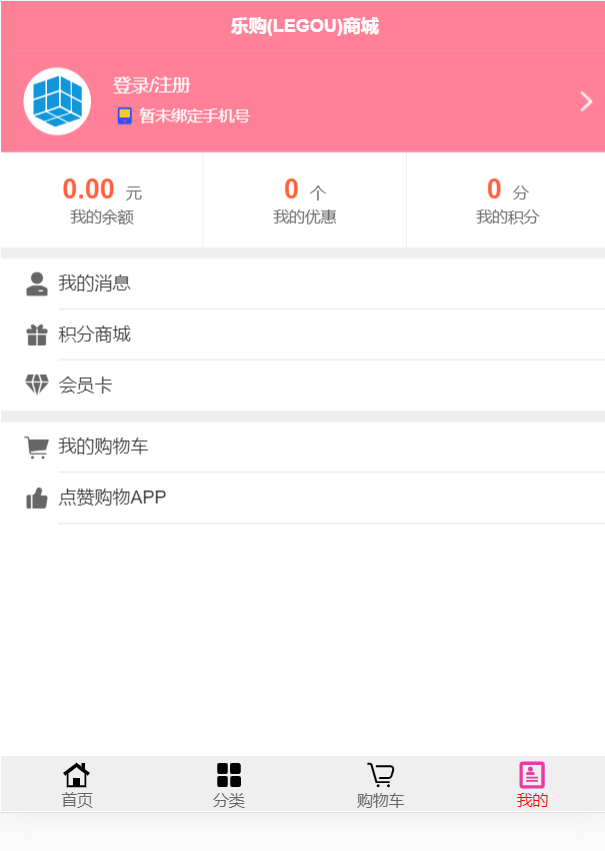 乐购(LEGOU)商城
登录/注册
暂未绑定手机号
0.00 元
我的余额
0 个
我的优惠
0 分
我的积分
我的消息
积分商城
会员卡
我的购物车
点赞购物APP
首页
分类
购物车
我的